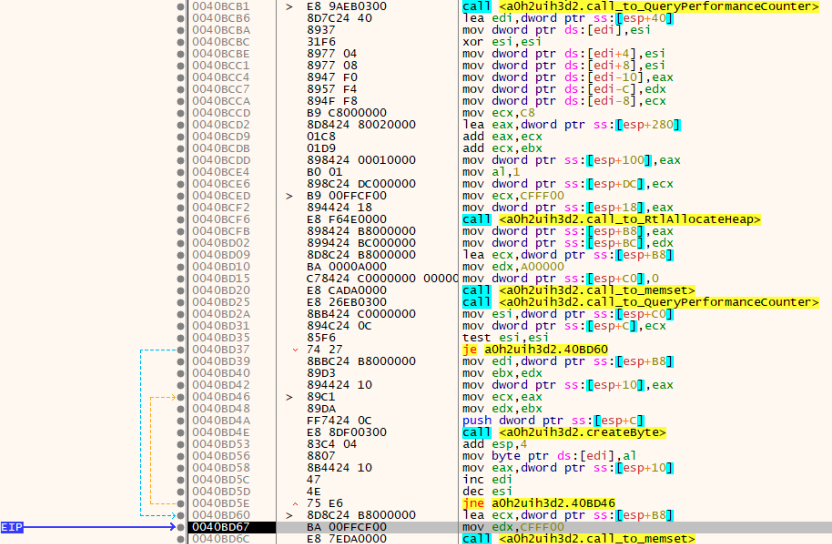 0040BCB1 > E8 9AEB0300 call <a0h2uih3d2.call_to_QueryPerformanceCounter>
0040BCB6 8D7C24 40 lea edi,dword ptr ss:[esp+40]
0040BCBA 8937 mov dword ptr ds:[edi],esi
0040BCBC 31F6 xor esi,esi
0040BCBE 8977 04 mov dword ptr ds:[edi+4],esi
0040BCC1 8977 08 mov dword ptr ds:[edi+8],esi
0040BCC4 8947 F0 mov dword ptr ds:[edi-10],eax
0040BCC7 8957 F4 mov dword ptr ds:[edi-C],edx
0040BCCA 894F F8 mov dword ptr ds:[edi-8],ecx
0040BCCD B9 C8000000 mov ecx,C8
0040BCD2 8D8424 80020000 lea eax,dword ptr ss:[esp+280]
0040BCD9 01C8 add eax,ecx
0040BCDB 01D9 add ecx,ebx
0040BCDD 898424 00010000 mov dword ptr ss:[esp+100],eax
0040BCE4 B0 01 mov al,1
0040BCE6 898C24 DC000000 mov dword ptr ss:[esp+DC],ecx
0040BCED > B9 00FFCF00 mov ecx,CFFF00
0040BCF2 894424 18 mov dword ptr ss:[esp+18],eax
0040BCF6 E8 F64E0000 call <a0h2uih3d2.call_to_RtlAllocateHeap>
0040BCFB 898424 B8000000 mov dword ptr ss:[esp+B8],eax
0040BD02 899424 BC000000 mov dword ptr ss:[esp+BC],edx
0040BD09 8D8C24 B8000000 lea ecx,dword ptr ss:[esp+B8]
0040BD10 BA 0000A000 mov edx,A00000
0040BD15 C78424 C0000000 00000 mov dword ptr ss:[esp+C0],0
0040BD20 E8 CADA0000 call <a0h2uih3d2.call_to_memset>
0040BD25 E8 26EB0300 call <a0h2uih3d2.call_to_QueryPerformanceCounter>
0040BD2A 8BB424 C0000000 mov esi,dword ptr ss:[esp+C0]
0040BD31 894C24 0C mov dword ptr ss:[esp+C],ecx
0040BD35 85F6 test esi,esi
0040BD37 74 27 je a0h2uih3d2.40BD60
0040BD39 8BBC24 B8000000 mov edi,dword ptr ss:[esp+B8]
0040BD40 89D3 mov ebx,edx
0040BD42 894424 10 mov dword ptr ss:[esp+10],eax
0040BD46 > 89C1 mov ecx,eax
0040BD48 89DA mov edx,ebx
0040BD4A FF7424 0C push dword ptr ss:[esp+C]
0040BD4E E8 8DF00300 call <a0h2uih3d2.createByte>
0040BD53 83C4 04 add esp,4
0040BD56 8807 mov byte ptr ds:[edi],al
0040BD58 8B4424 10 mov eax,dword ptr ss:[esp+10]
0040BD5C 47 inc edi
0040BD5D 4E dec esi
0040BD5E 75 E6 jne a0h2uih3d2.40BD46
0040BD60 > 8D8C24 B8000000 lea ecx,dword ptr ss:[esp+B8]
EIP 0040BD67 BA 00FFCF00 mov edx,CFFF00
0040BD6C E8 7EDA0000 call <a0h2uih3d2.call_to_memset>